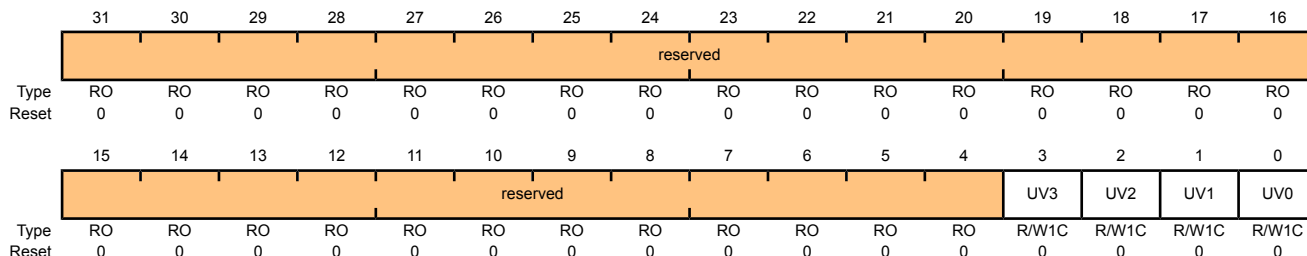 31 30 29 28 27 26 25 24 23 22 21 20 19 18 17 16
reserved
Type RO RO RO RO RO RO RO RO RO RO RO RO RO RO RO RO
Reset 0 0 0 0 0 0 0 0 0 0 0 0 0 0 0 0
15 14 13 12 11 10 9 8 7 6 5 4 3 2 1 0
reserved UV3 UV2 UV1 UV0
Type RO RO RO RO RO RO RO RO RO RO RO RO R/W1C R/W1C R/W1C R/W1C
Reset 0 0 0 0 0 0 0 0 0 0 0 0 0 0 0 0